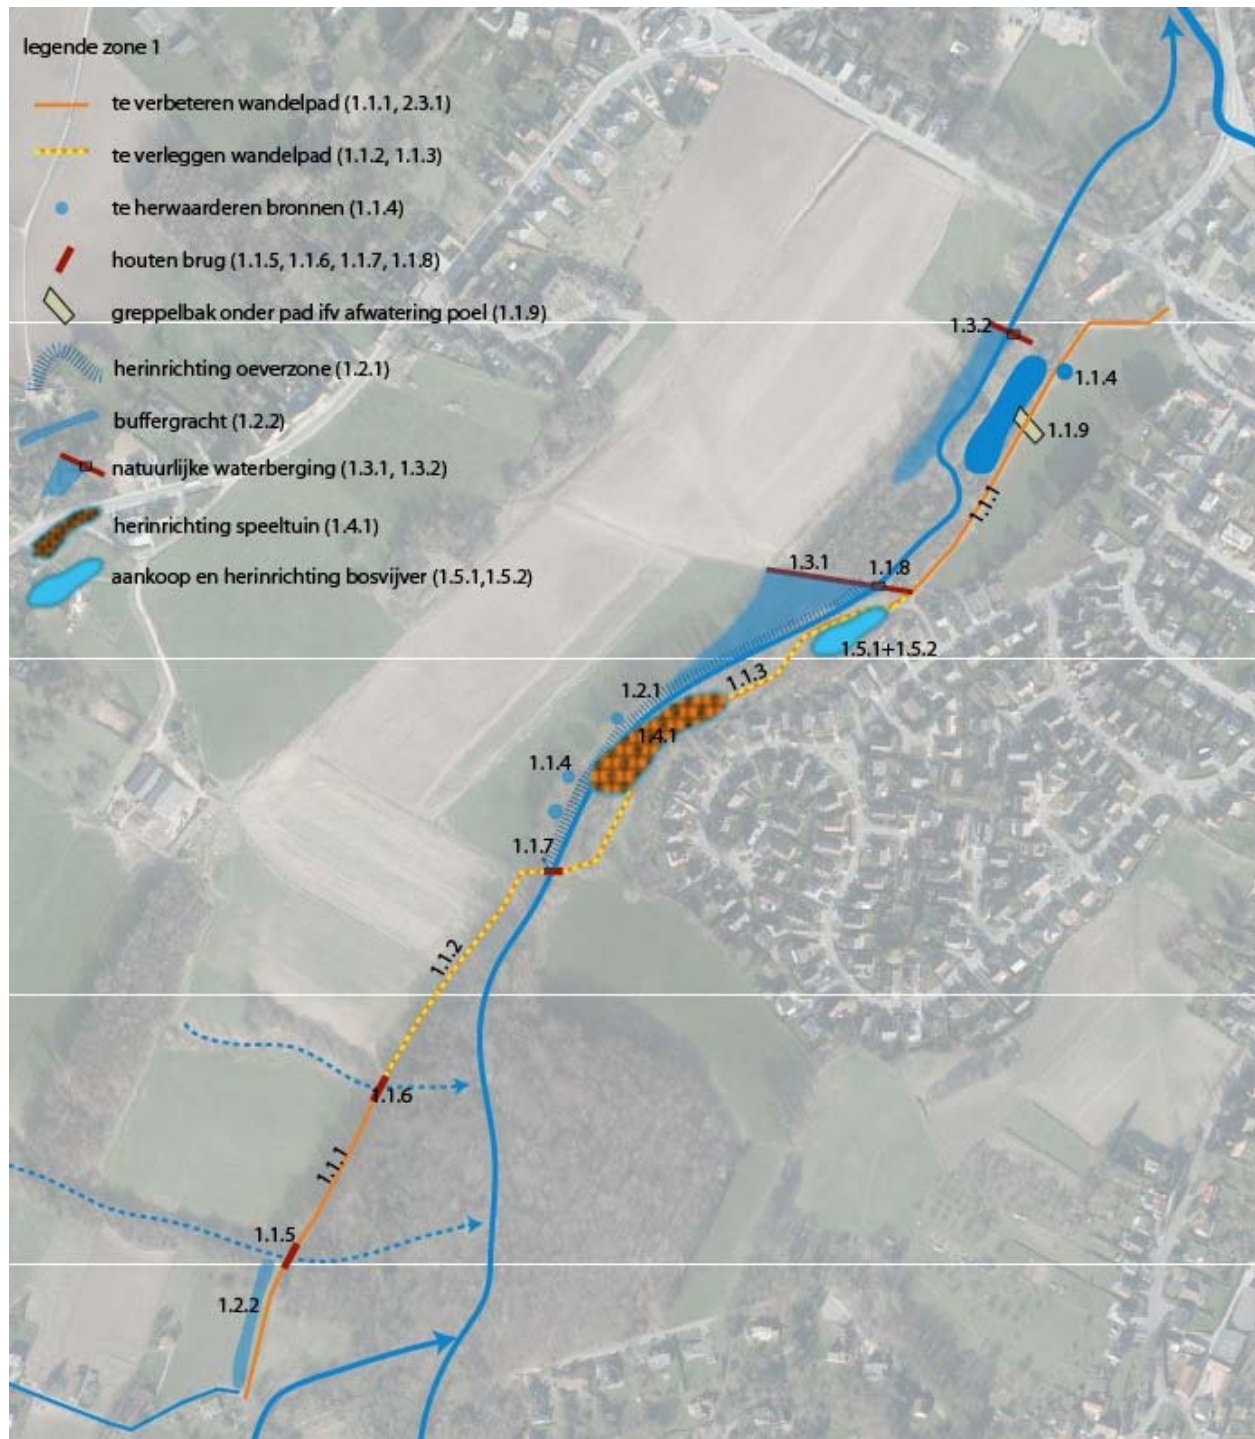 legende zone 1
te verbeteren wandelpad (1.1.1, 2.3.1)
te verleggen wandelpad (1.1.2, 1.1.3)
te herwaarderen bronnen (1.1.4)
houten brug (1.1.5, 1.1.6, 1.1.7, 1.1.8)
greppelbak onder pad ifv afwatering poel (1.1.9)
herinrichting oeverzone (1.2.1)
buffergracht (1.2.2)
natuurlijke waterberging (1.3.1, 1.3.2)
herinrichting speeltuin (1.4.1)
aankoop en herinrichting bosvijver (1.5.1,1.5.2)
1.3.2
1.1.4
1.1.9
1.1.1
1.3.1
1.1.8
1.5.1+1.5.2
1.1.3
1.2.1
1.4.1
1.1.4
1.1.7
1.1.2
1.1.6
1.1.1
1.1.5
1.2.2